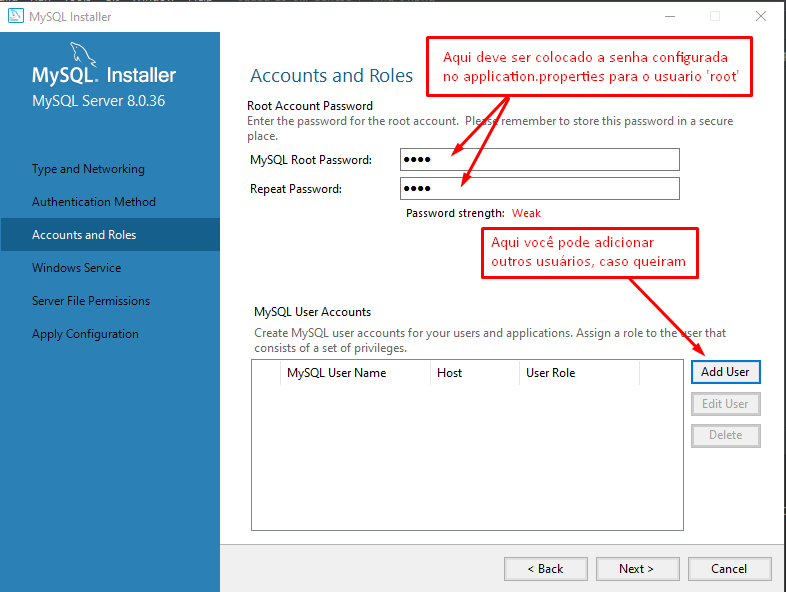 MySQL Installer
Aqui deve ser colocado a senha configurada
no application.properties para o usuario 'root'
MySQL. Installer
MySQL Server 8.0.36
Type and Networking
Authentication Method
Accounts and Roles
Windows Service
Server File Permissions
Apply Configuration
Accounts and Roles
Root Account Password
Enter the password for the root account. Please remember to store this password in a secure
place.
MySQL Root Password: ●●●●
Repeat Password: ●●●●
Password strength: Weak
Aqui você pode adicionar
outros usuários, caso queiram
MySQL User Accounts
Create MySQL user accounts for your users and applications. Assign a role to the user that
consists of a set of privileges.
MySQL User Name Host User Role
Add User
Edit User
Delete
< Back Next > Cancel